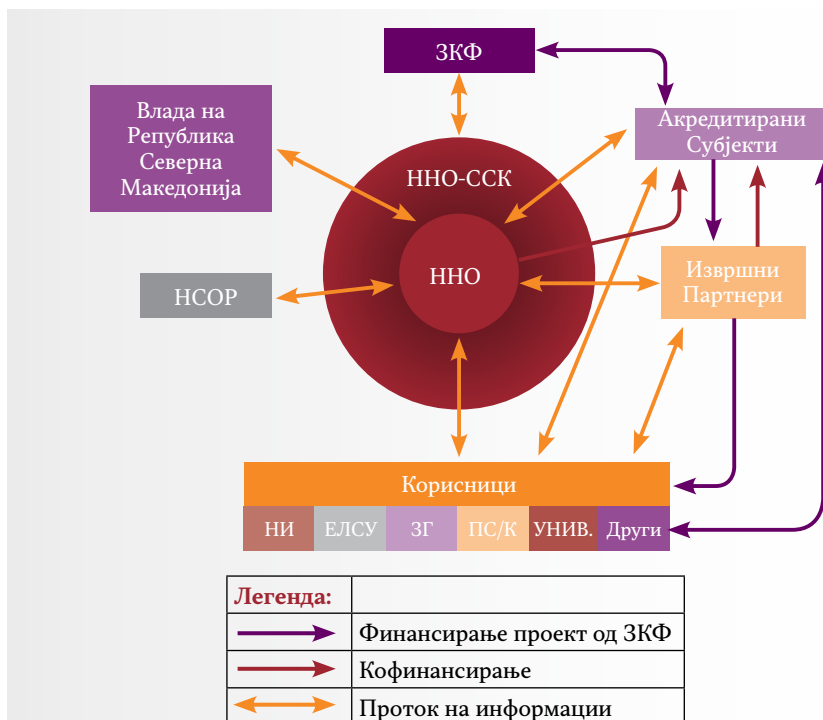 ЗКФ
Влада на
Република
Северна
Македонија
Акредитирани
Субјекти
ННО-ССК
ННО
НСОР
Извршни
Партнери
Корисници
НИ
ЕЛСУ
ЗГ
ПС/К
УНИВ.
Други
Легенда:
Финансирање проект од ЗКФ
Кофинансирање
Проток на информации